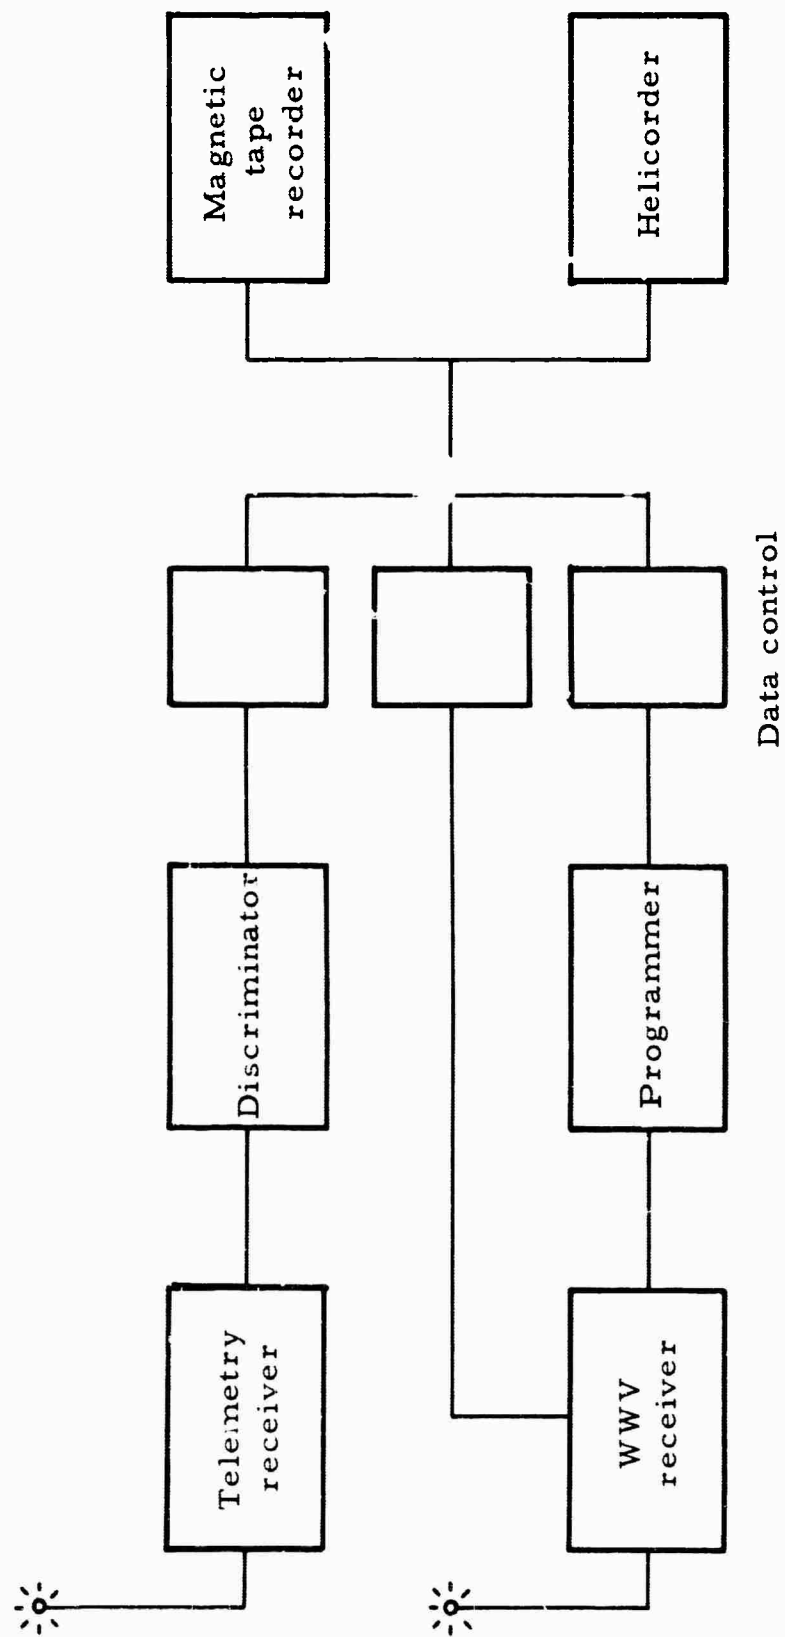 Telemetry
receiver
Discriminator
Magnetic
tape
recorder
WWV
receiver
Programmer
Helicorder
Data control